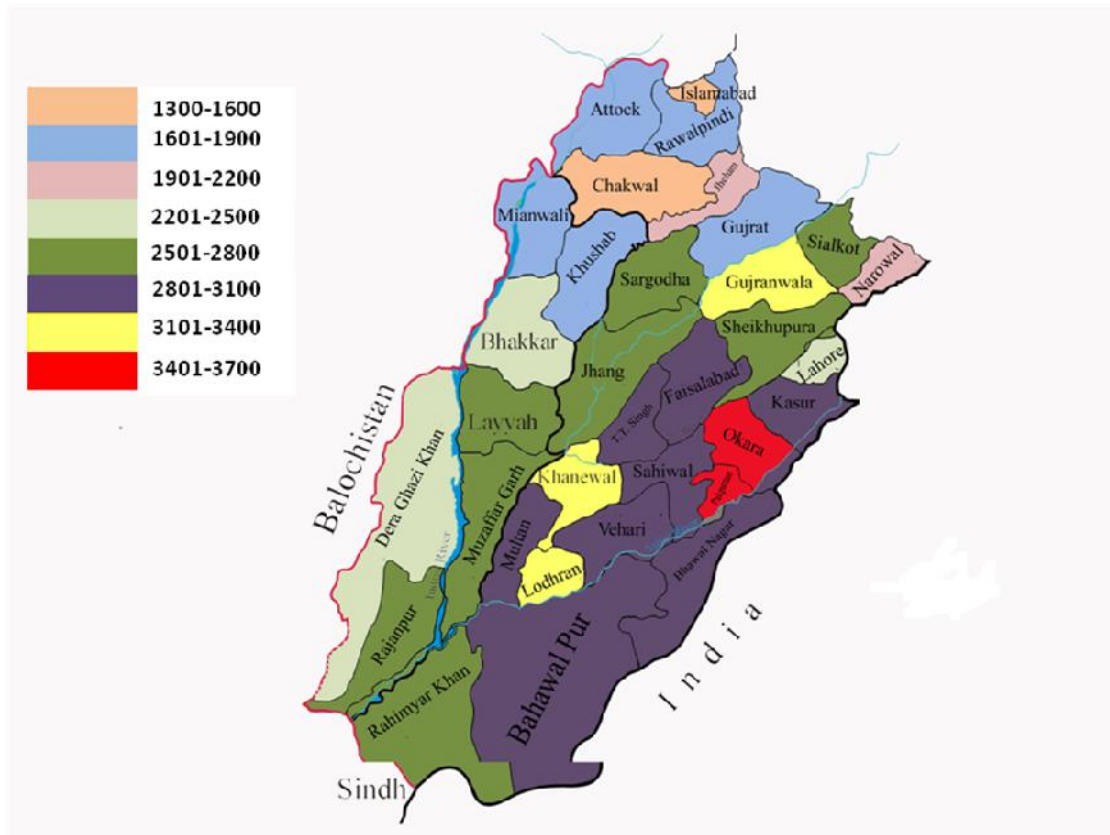 1300-1600
1601-1900
1901-2200
2201-2500
2501-2800
2801-3100
3101-3400
3401-3700
Islamabad
Attock
Rawalpindi
Chakwal
Jhelum
Mianwali
Gujrat
Khushab
Sialkot
Narowal
Sargodha
Gujranwala
Bhakkar
Sheikhupura
Lahore
Jhang
Faisalabad
Kasur
T.T. Singh
Layyah
Okara
Balochistan
Dera Ghazi Khan
Khanewal
Sahiwal
Muzaffar Garh
Multan
Vehari
Bhawal Nagar
River
Lodhran
Rajanpur
India
Bahawal Pur
Rahimyar Khan
Sindh